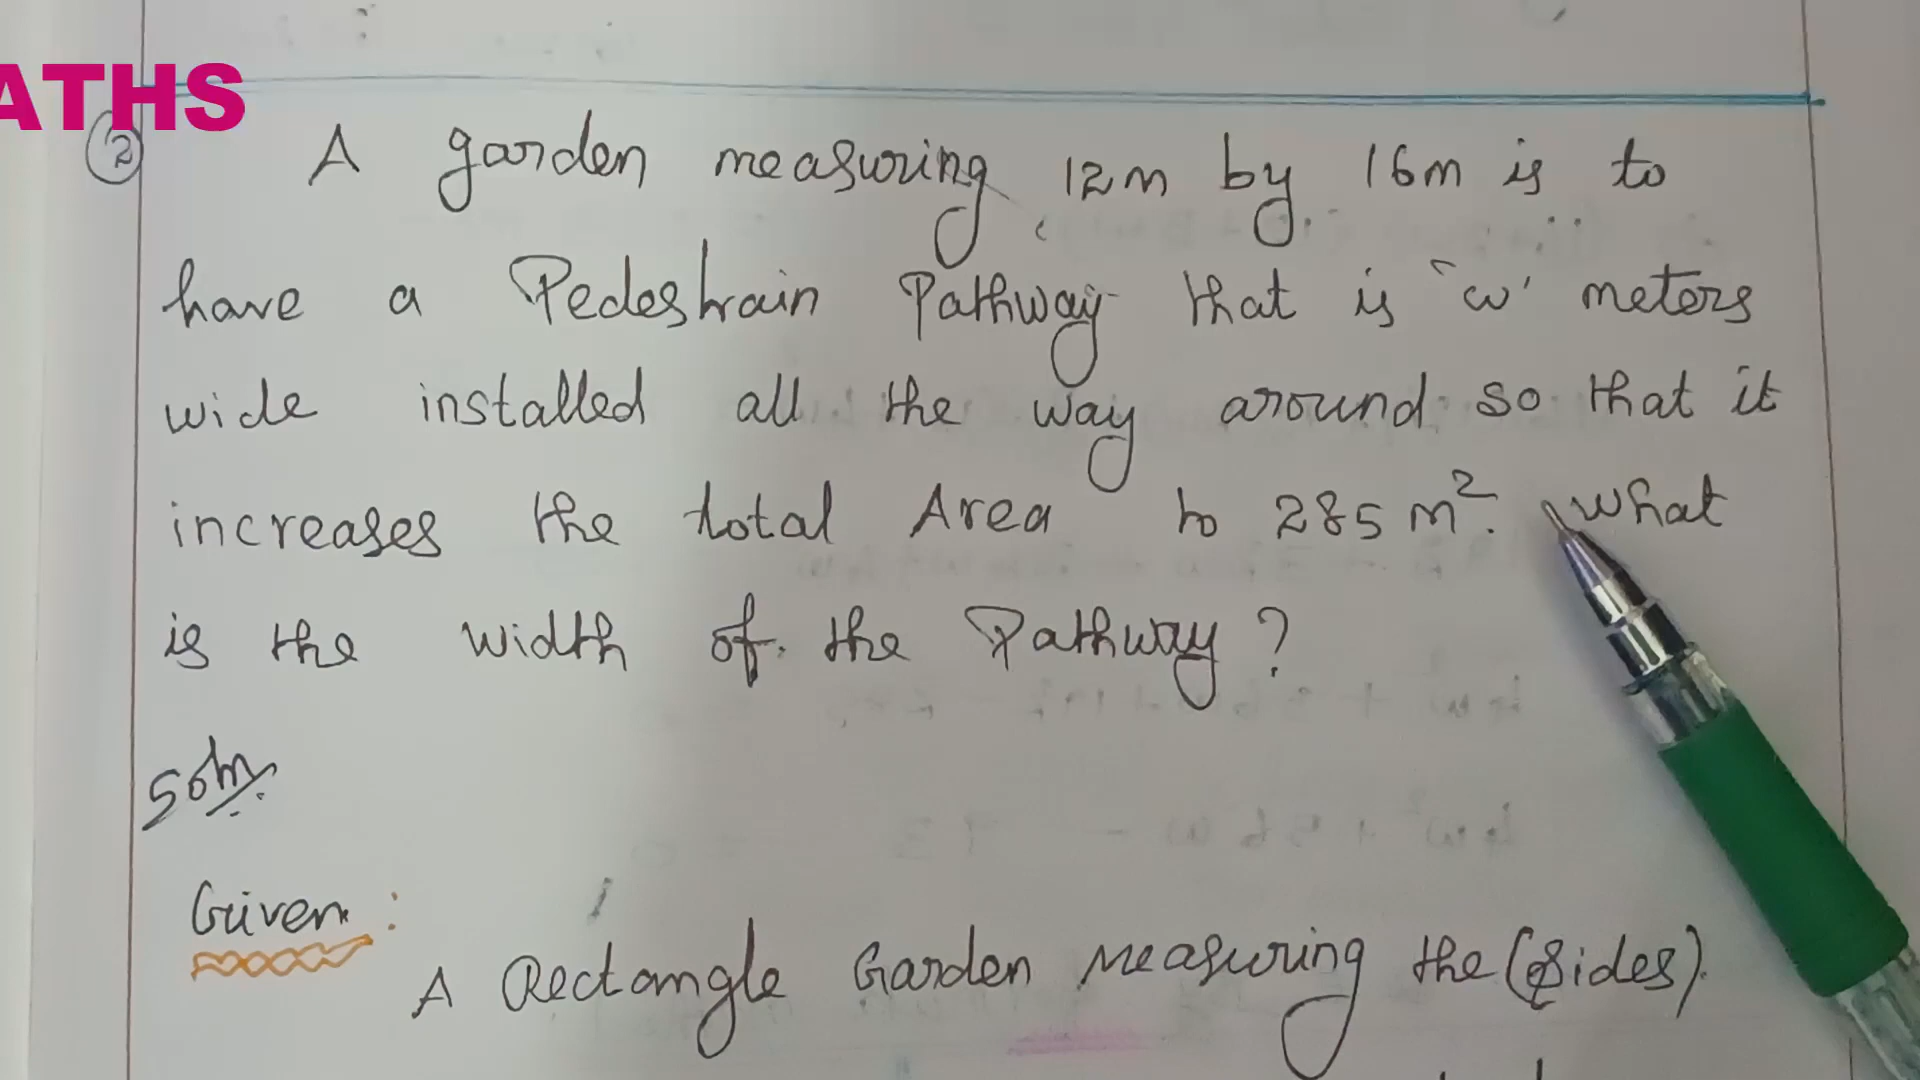 ATHS
2 A garden measuring 12m by 16m is to
have a Pedestrain Pathway that is 'w' meters
wide installed all the way around so that it
increases the total Area to 285 m². What
is the width of the Pathway?
Soln.
Given:
A Rectangle Garden measuring the (sides).